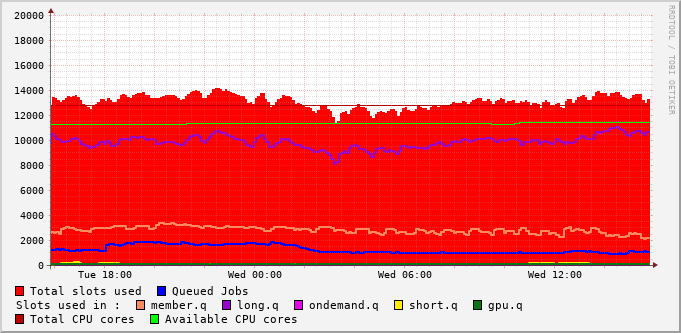 20000
18000
16000
14000
12000
10000
8000
6000
4000
2000
0
Tue 18:00 Wed 00:00 Wed 06:00 Wed 12:00
RRDTOOL / TOBI OETIKER
Total slots used Queued Jobs
Slots used in : member.q long.q ondemand.q short.q gpu.q
Total CPU cores Available CPU cores